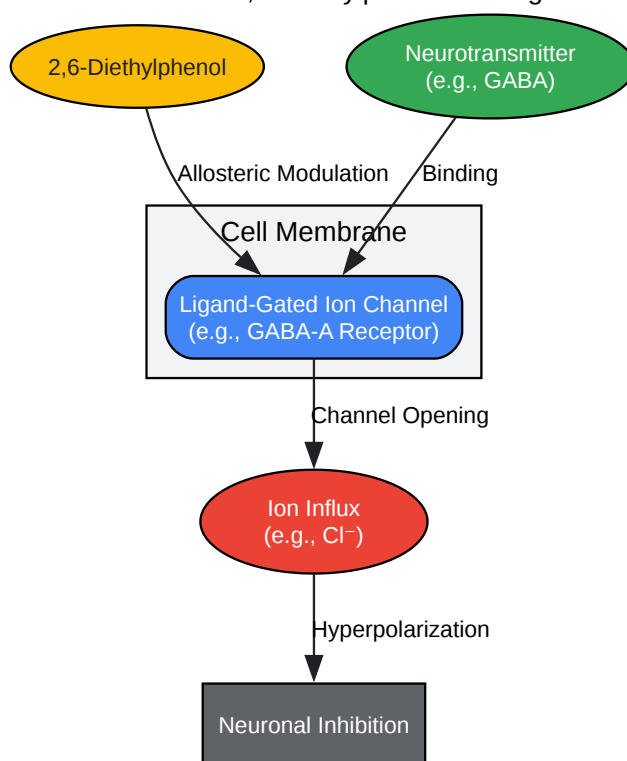 2,6-Diethylphenol
Neurotransmitter
(e.g., GABA)
Allosteric Modulation
Binding
Cell Membrane
Ligand-Gated Ion Channel
(e.g., GABA-A Receptor)
Channel Opening
Ion Influx
(e.g., Cl⁻)
Hyperpolarization
Neuronal Inhibition